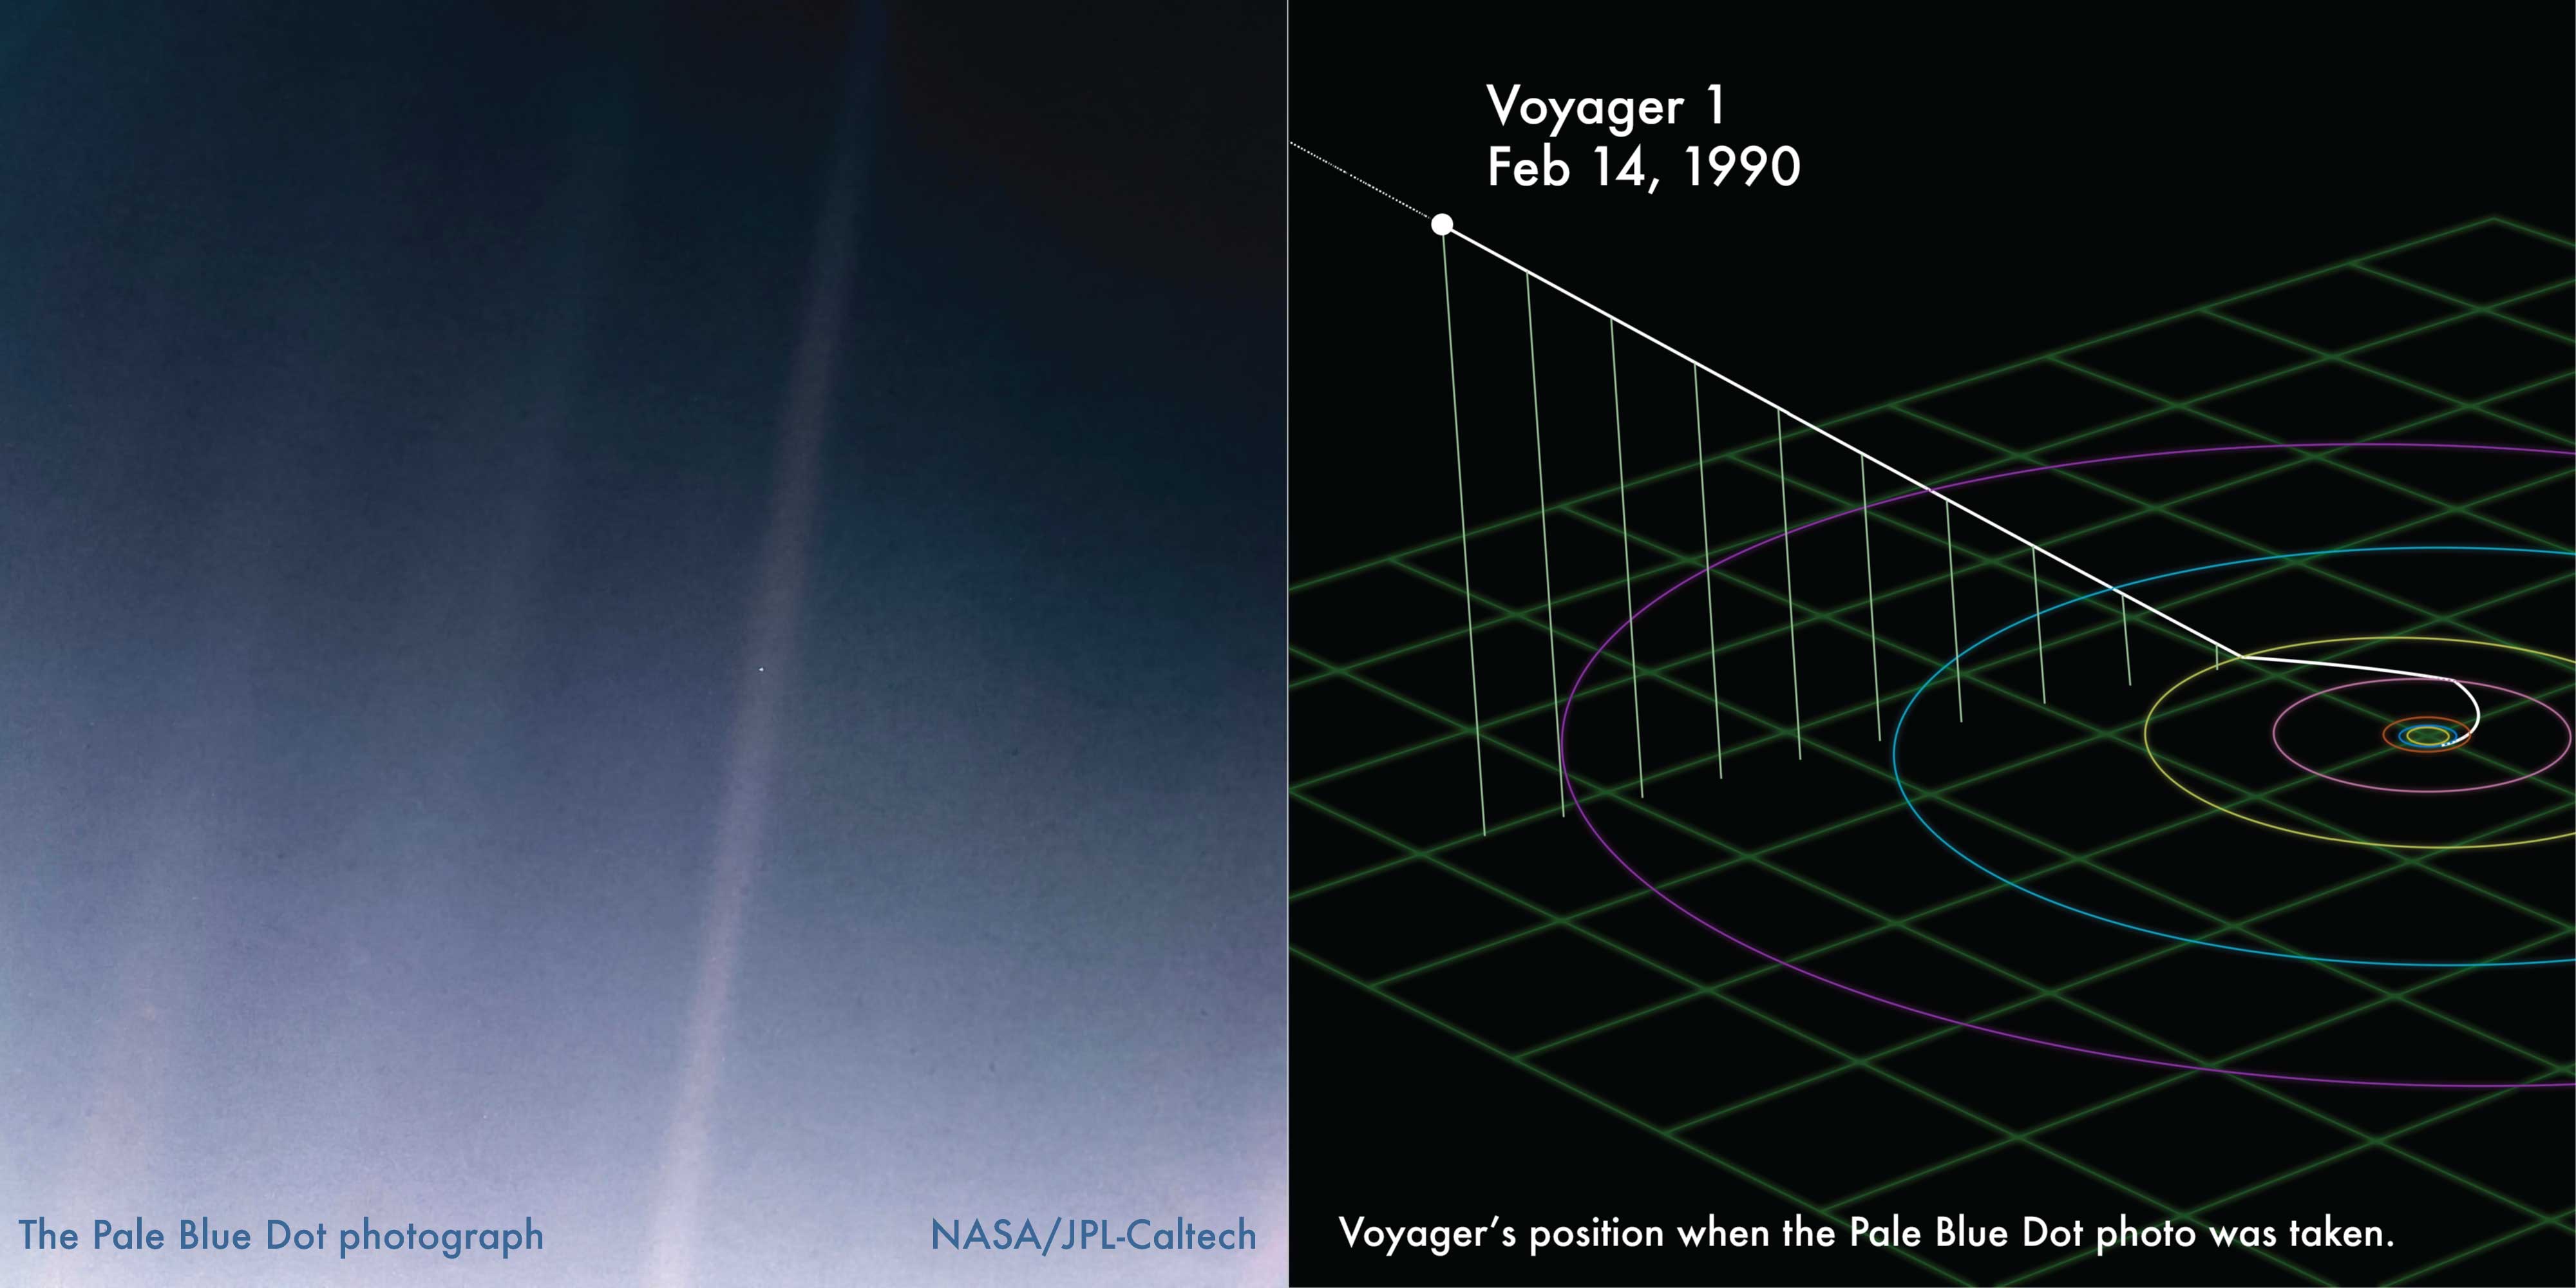 The Pale Blue Dot photograph
NASA/JPL-Caltech
Voyager 1
Feb 14, 1990
Voyager’s position when the Pale Blue Dot photo was taken.